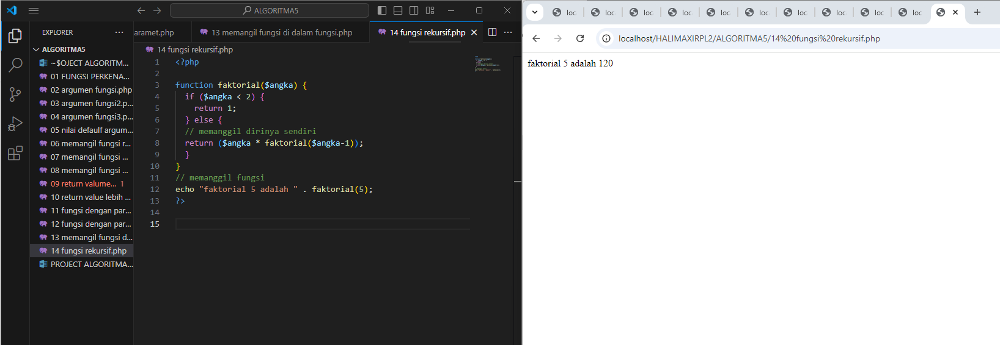 ALGORITMA5
EXPLORER
ALGORITMA5
~$OJECT ALGORITM...
01 FUNGSI PERKENA...
02 argumen fungsi.php
03 argumen fungsi2.p...
04 argumen fungsi3.p...
05 nilai defaulf argum...
06 memangil fungsi r...
07 memangil fungsi ...
08 memangil fungsi ...
09 return valume... 1
10 return value lebih ...
11 fungsi dengan par...
12 fungsi dengan par...
13 memangil fungsi d...
14 fungsi rekursif.php
PROJECT ALGORITMA...
aramet.php
13 memangil fungsi di dalam fungsi.php
14 fungsi rekursif.php
14 fungsi rekursif.php
1 <?php
2
3 function faktorial($angka) {
4 if ($angka < 2) {
5 return 1;
6 } else {
7 // memanggil dirinya sendiri
8 return ($angka * faktorial($angka-1));
9 }
10 }
11 // memanggil fungsi
12 echo "faktorial 5 adalah " . faktorial(5);
13 ?>
14
15
loc loc loc loc loc loc loc loc loc loc
localhost/HALIMAXIRPL2/ALGORITMA5/14%20fungsi%20rekursif.php
faktorial 5 adalah 120